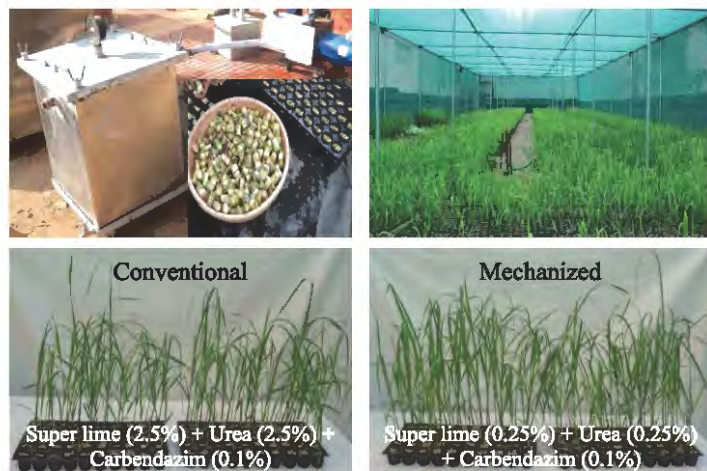 Conventional
Super lime (2.5%) + Urea (2.5%) +
Carbendazim (0.1%)
Mechanized
Super lime (0.25%) + Urea (0.25%)
+ Carbendazim (0.1%)